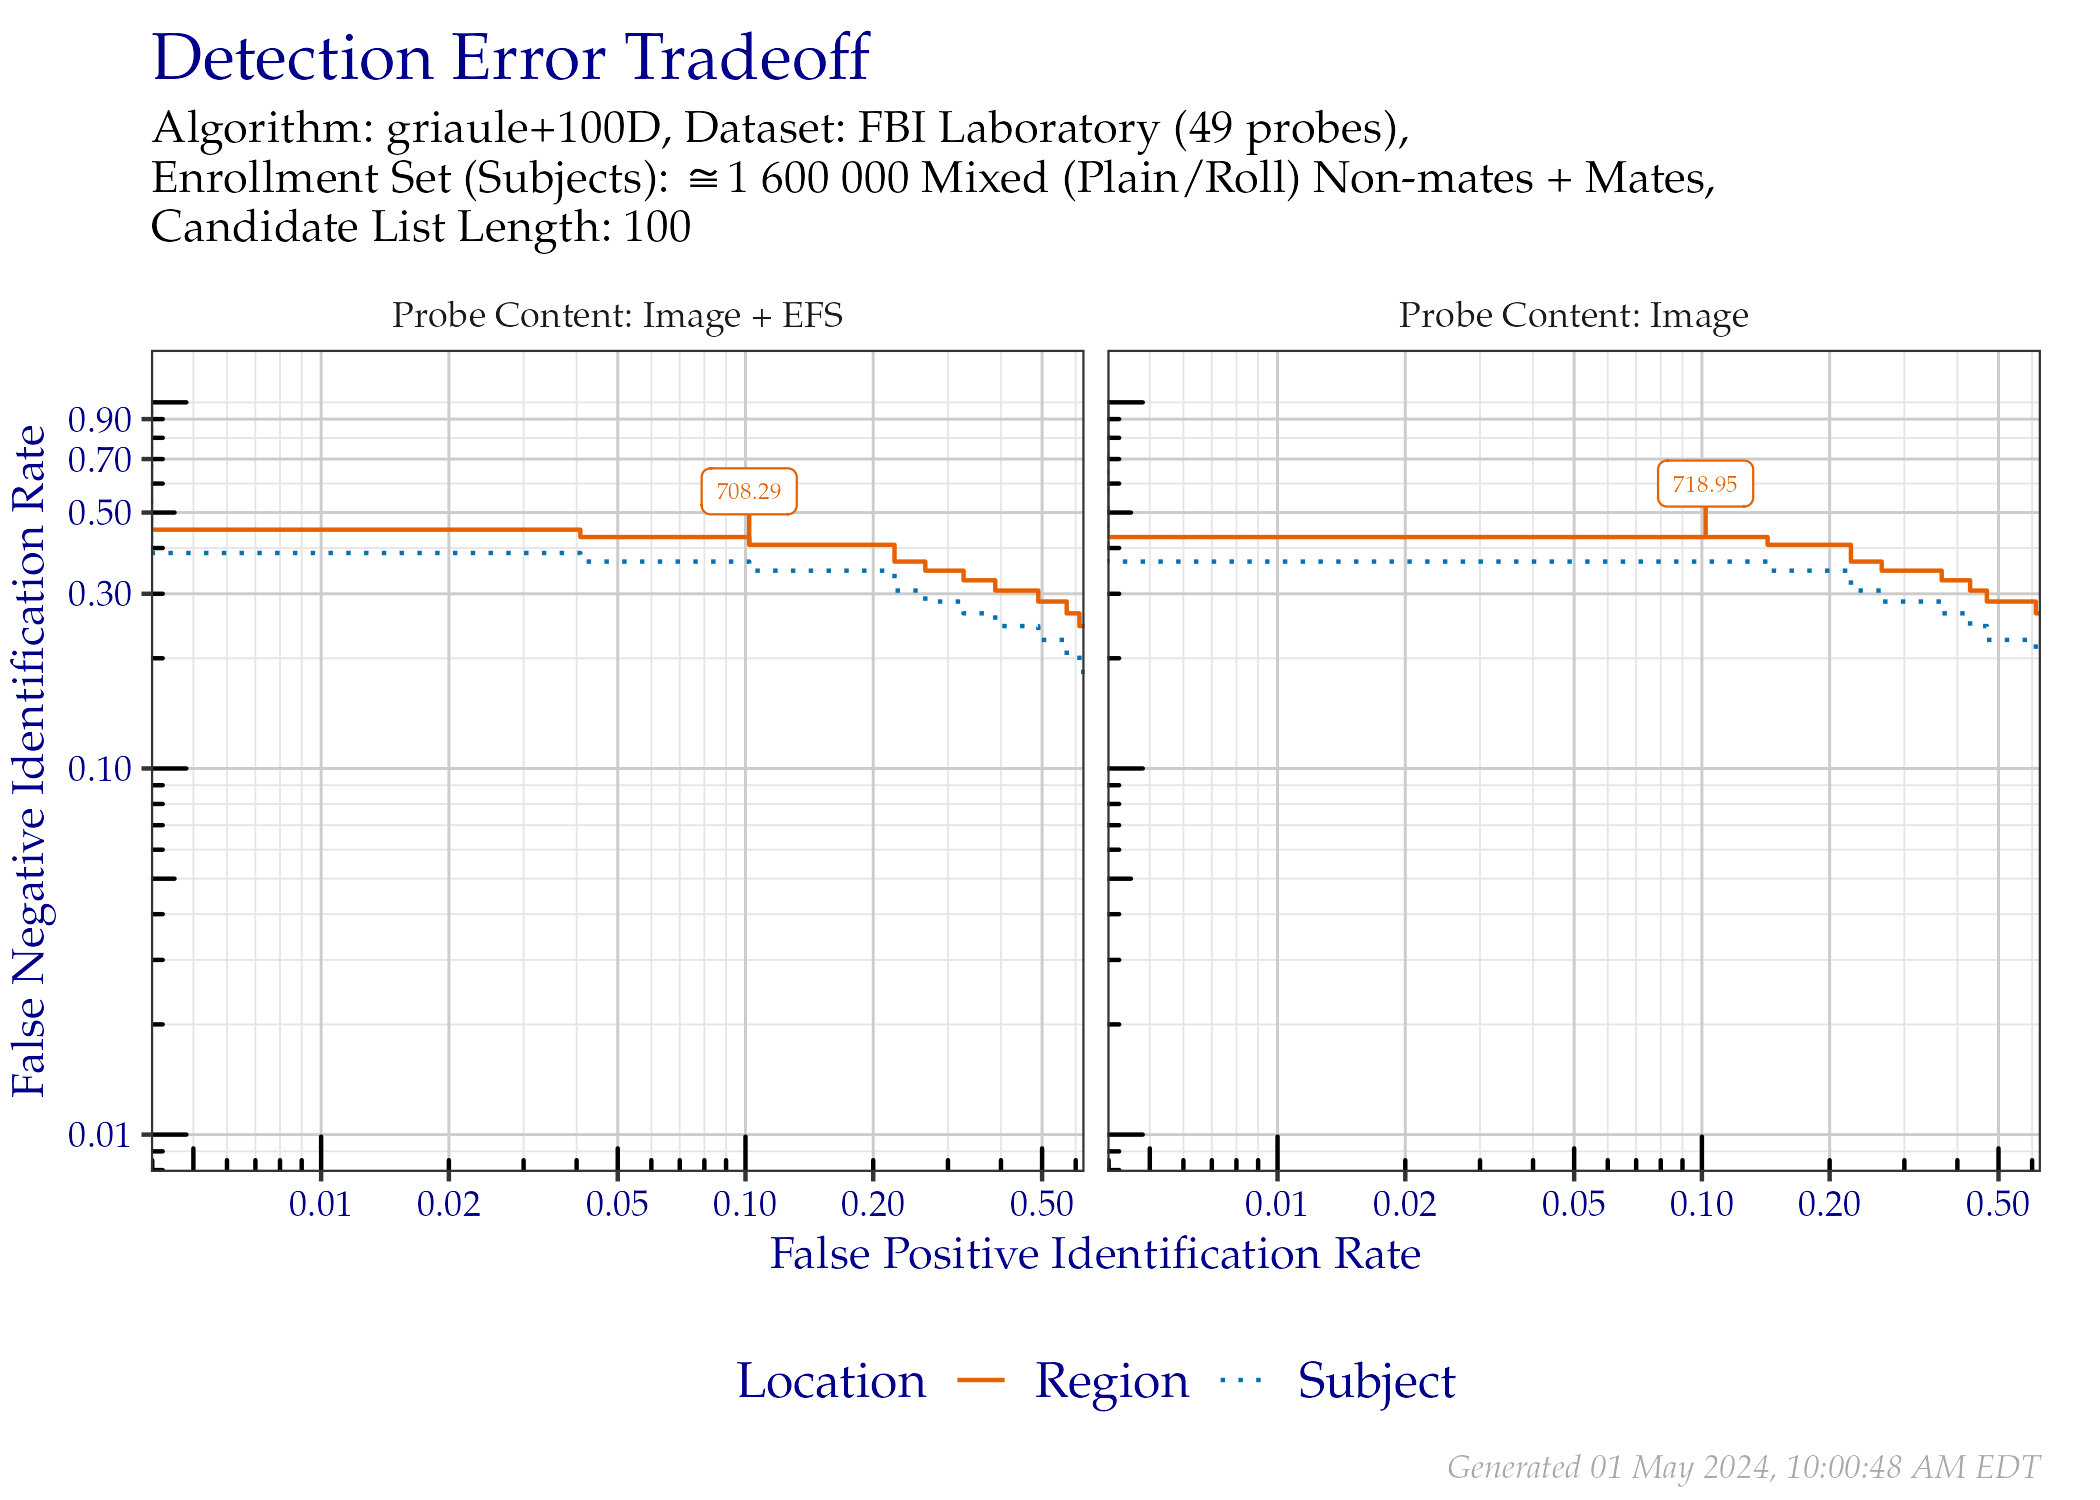 Detection Error Tradeoff
Algorithm: griaule+100D, Dataset: FBI Laboratory (49 probes),
Enrollment Set (Subjects): ≅1 600 000 Mixed (Plain/Roll) Non-mates + Mates,
Candidate List Length: 100
Probe Content: Image + EFS
Probe Content: Image
False Negative Identification Rate
0.90
0.70
0.50
0.30
0.10
0.01
708.29
718.95
0.01 0.02 0.05 0.10 0.20 0.50
0.01 0.02 0.05 0.10 0.20 0.50
False Positive Identification Rate
Location Region Subject
Generated 01 May 2024, 10:00:48 AM EDT